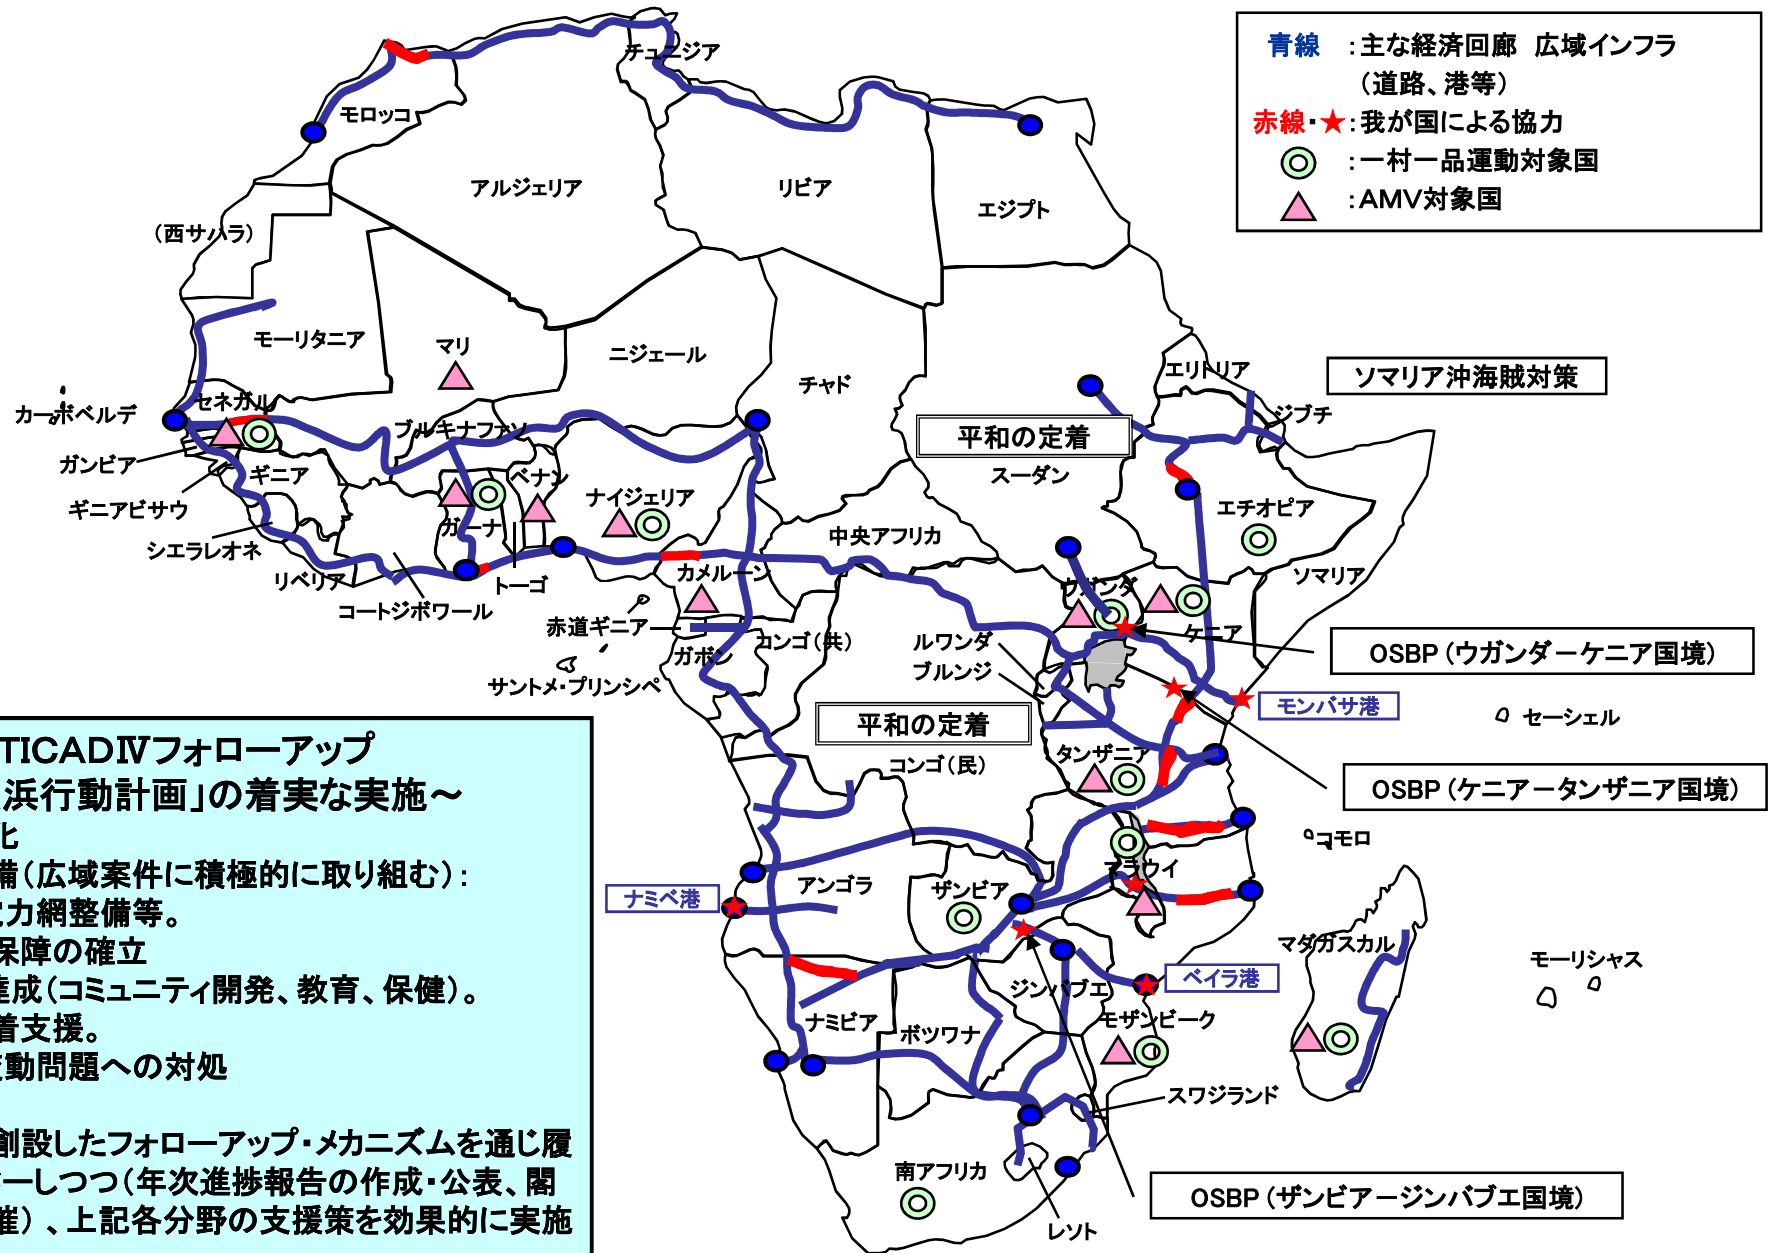 青線 :主な経済回廊 広域インフラ
(道路、港等)
赤線・★:我が国による協力
:一村一品運動対象国
:AMV対象国
チュニジア
モロッコ
アルジェリア
リビア
エジプト
(西サハラ)
モーリタニア
マリ
ニジェール
チャド
エリトリア
ソマリア沖海賊対策
カーボベルデ
セネガル
ブルキナファソ
平和の定着
スーダン
ジブチ
ガンビア
ギニア
ベナン
ナイジェリア
エチオピア
ギニアビサウ
ガーナ
中央アフリカ
シエラレオネ
リベリア
トーゴ
カメルーン
ソマリア
コートジボワール
ウガンダ
赤道ギニア
コンゴ(共)
ガボン
ルワンダ
ブルンジ
ケニア
OSBP(ウガンダーケニア国境)
サントメ・プリンシペ
モンバサ港
セーシェル
平和の定着
コンゴ(民)
タンザニア
OSBP(ケニアータンザニア国境)
コモロ
マラウイ
アンゴラ
ザンビア
ナミベ港
マダガスカル
モーリシャス
ベイラ港
ジンバブエ
モザンビーク
ナミビア
ボツワナ
スワジランド
南アフリカ
レソト
OSBP(ザンビアージンバブエ国境)
TICADⅣフォローアップ
浜行動計画」の着実な実施~
化
備(広域案件に積極的に取り組む):
電力網整備等。
保障の確立
達成(コミュニティ開発、教育、保健)。
着支援。
変動問題への対処
創設したフォローアップ・メカニズムを通じ履
ーしつつ(年次進捗報告の作成・公表、閣
催)、上記各分野の支援策を効果的に実施